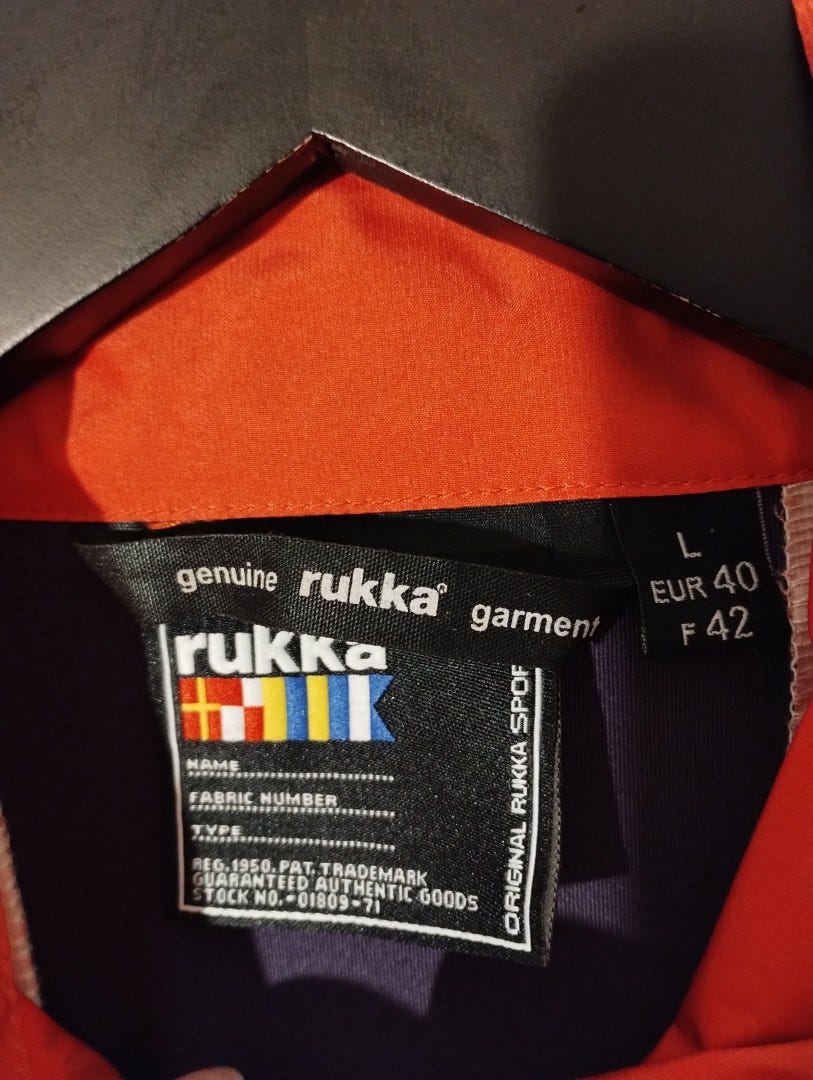 genuine rukka® garment
L
EUR 40
F 42
rukka
NAME
FABRIC NUMBER
TYPE
REG. 1950. PAT. TRADEMARK
GUARANTEED AUTHENTIC GOODS
STOCK NO.-01809-71
ORIGINAL RUKKA SPOR